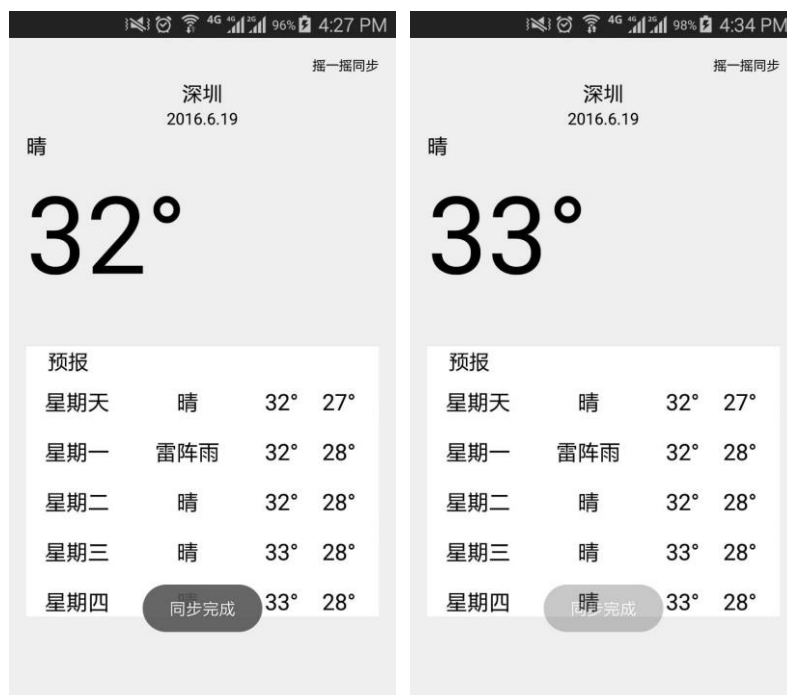 4G 4G 2G 96% 4:27 PM
摇一摇同步
深圳
2016.6.19
晴
32°
预报
星期天 晴 32° 27°
星期一 雷阵雨 32° 28°
星期二 晴 32° 28°
星期三 晴 33° 28°
星期四 33° 28°
同步完成
4G 4G 2G 98% 4:34 PM
摇一摇同步
深圳
2016.6.19
晴
33°
预报
星期天 晴 32° 27°
星期一 雷阵雨 32° 28°
星期二 晴 32° 28°
星期三 晴 33° 28°
星期四 晴 33° 28°
同步完成